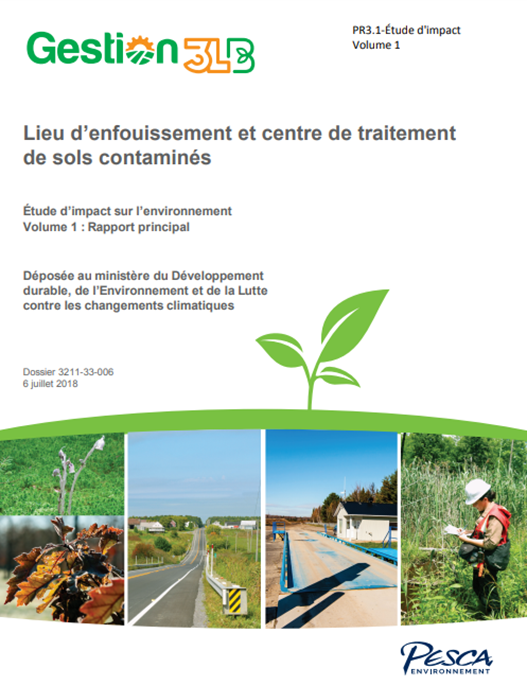 Gestion 3LB
PR3.1-Étude d'impact
Volume 1
Lieu d'enfouissement et centre de traitement
de sols contaminés
Étude d'impact sur l'environnement
Volume 1 : Rapport principal
Déposée au ministère du Développement
durable, de l'Environnement et de la Lutte
contre les changements climatiques
Dossier 3211-33-006
6 juillet 2018
PESCA
ENVIRONNEMENT